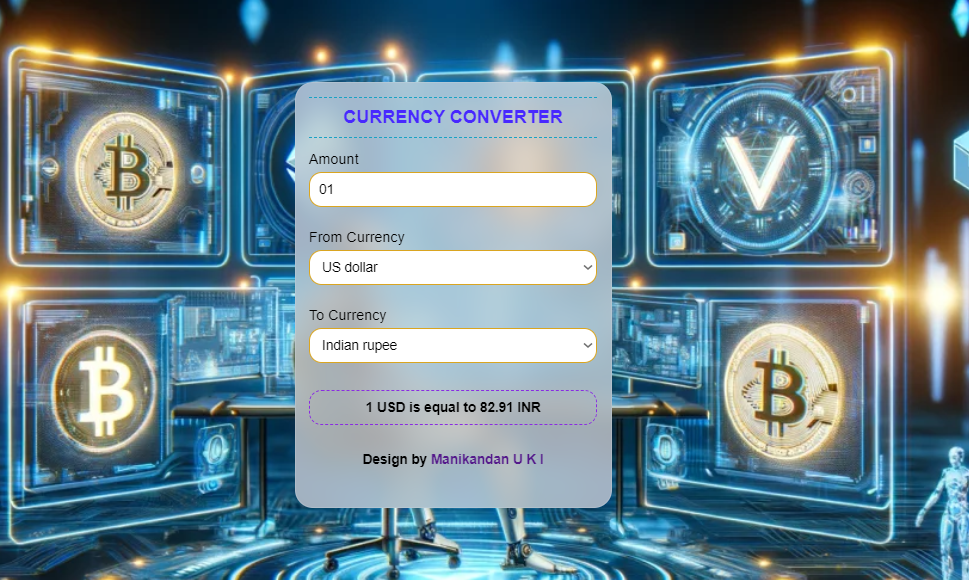 CURRENCY CONVERTER
Amount
01
From Currency
US dollar
To Currency
Indian rupee
1 USD is equal to 82.91 INR
Design by Manikandan U K I